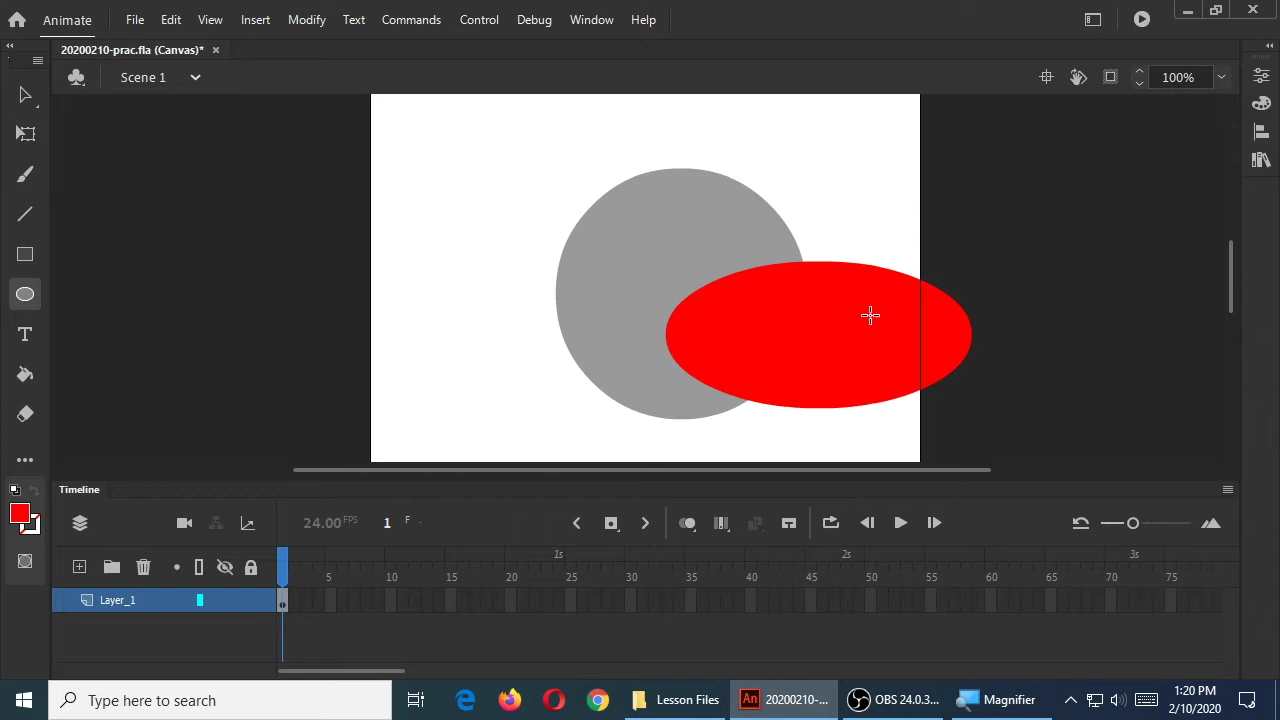 Animate File Edit View Insert Modify Text Commands Control Debug Window Help
20200210-prac.fla (Canvas)* ×
Scene 1 100%
Timeline
24.00 FPS 1 F
1s 2s 3s
5 10 15 20 25 30 35 40 45 50 55 60 65 70 75
Layer_1
Type here to search Lesson Files An 20200210-... OBS 24.0.3... Magnifier 1:20 PM
2/10/2020